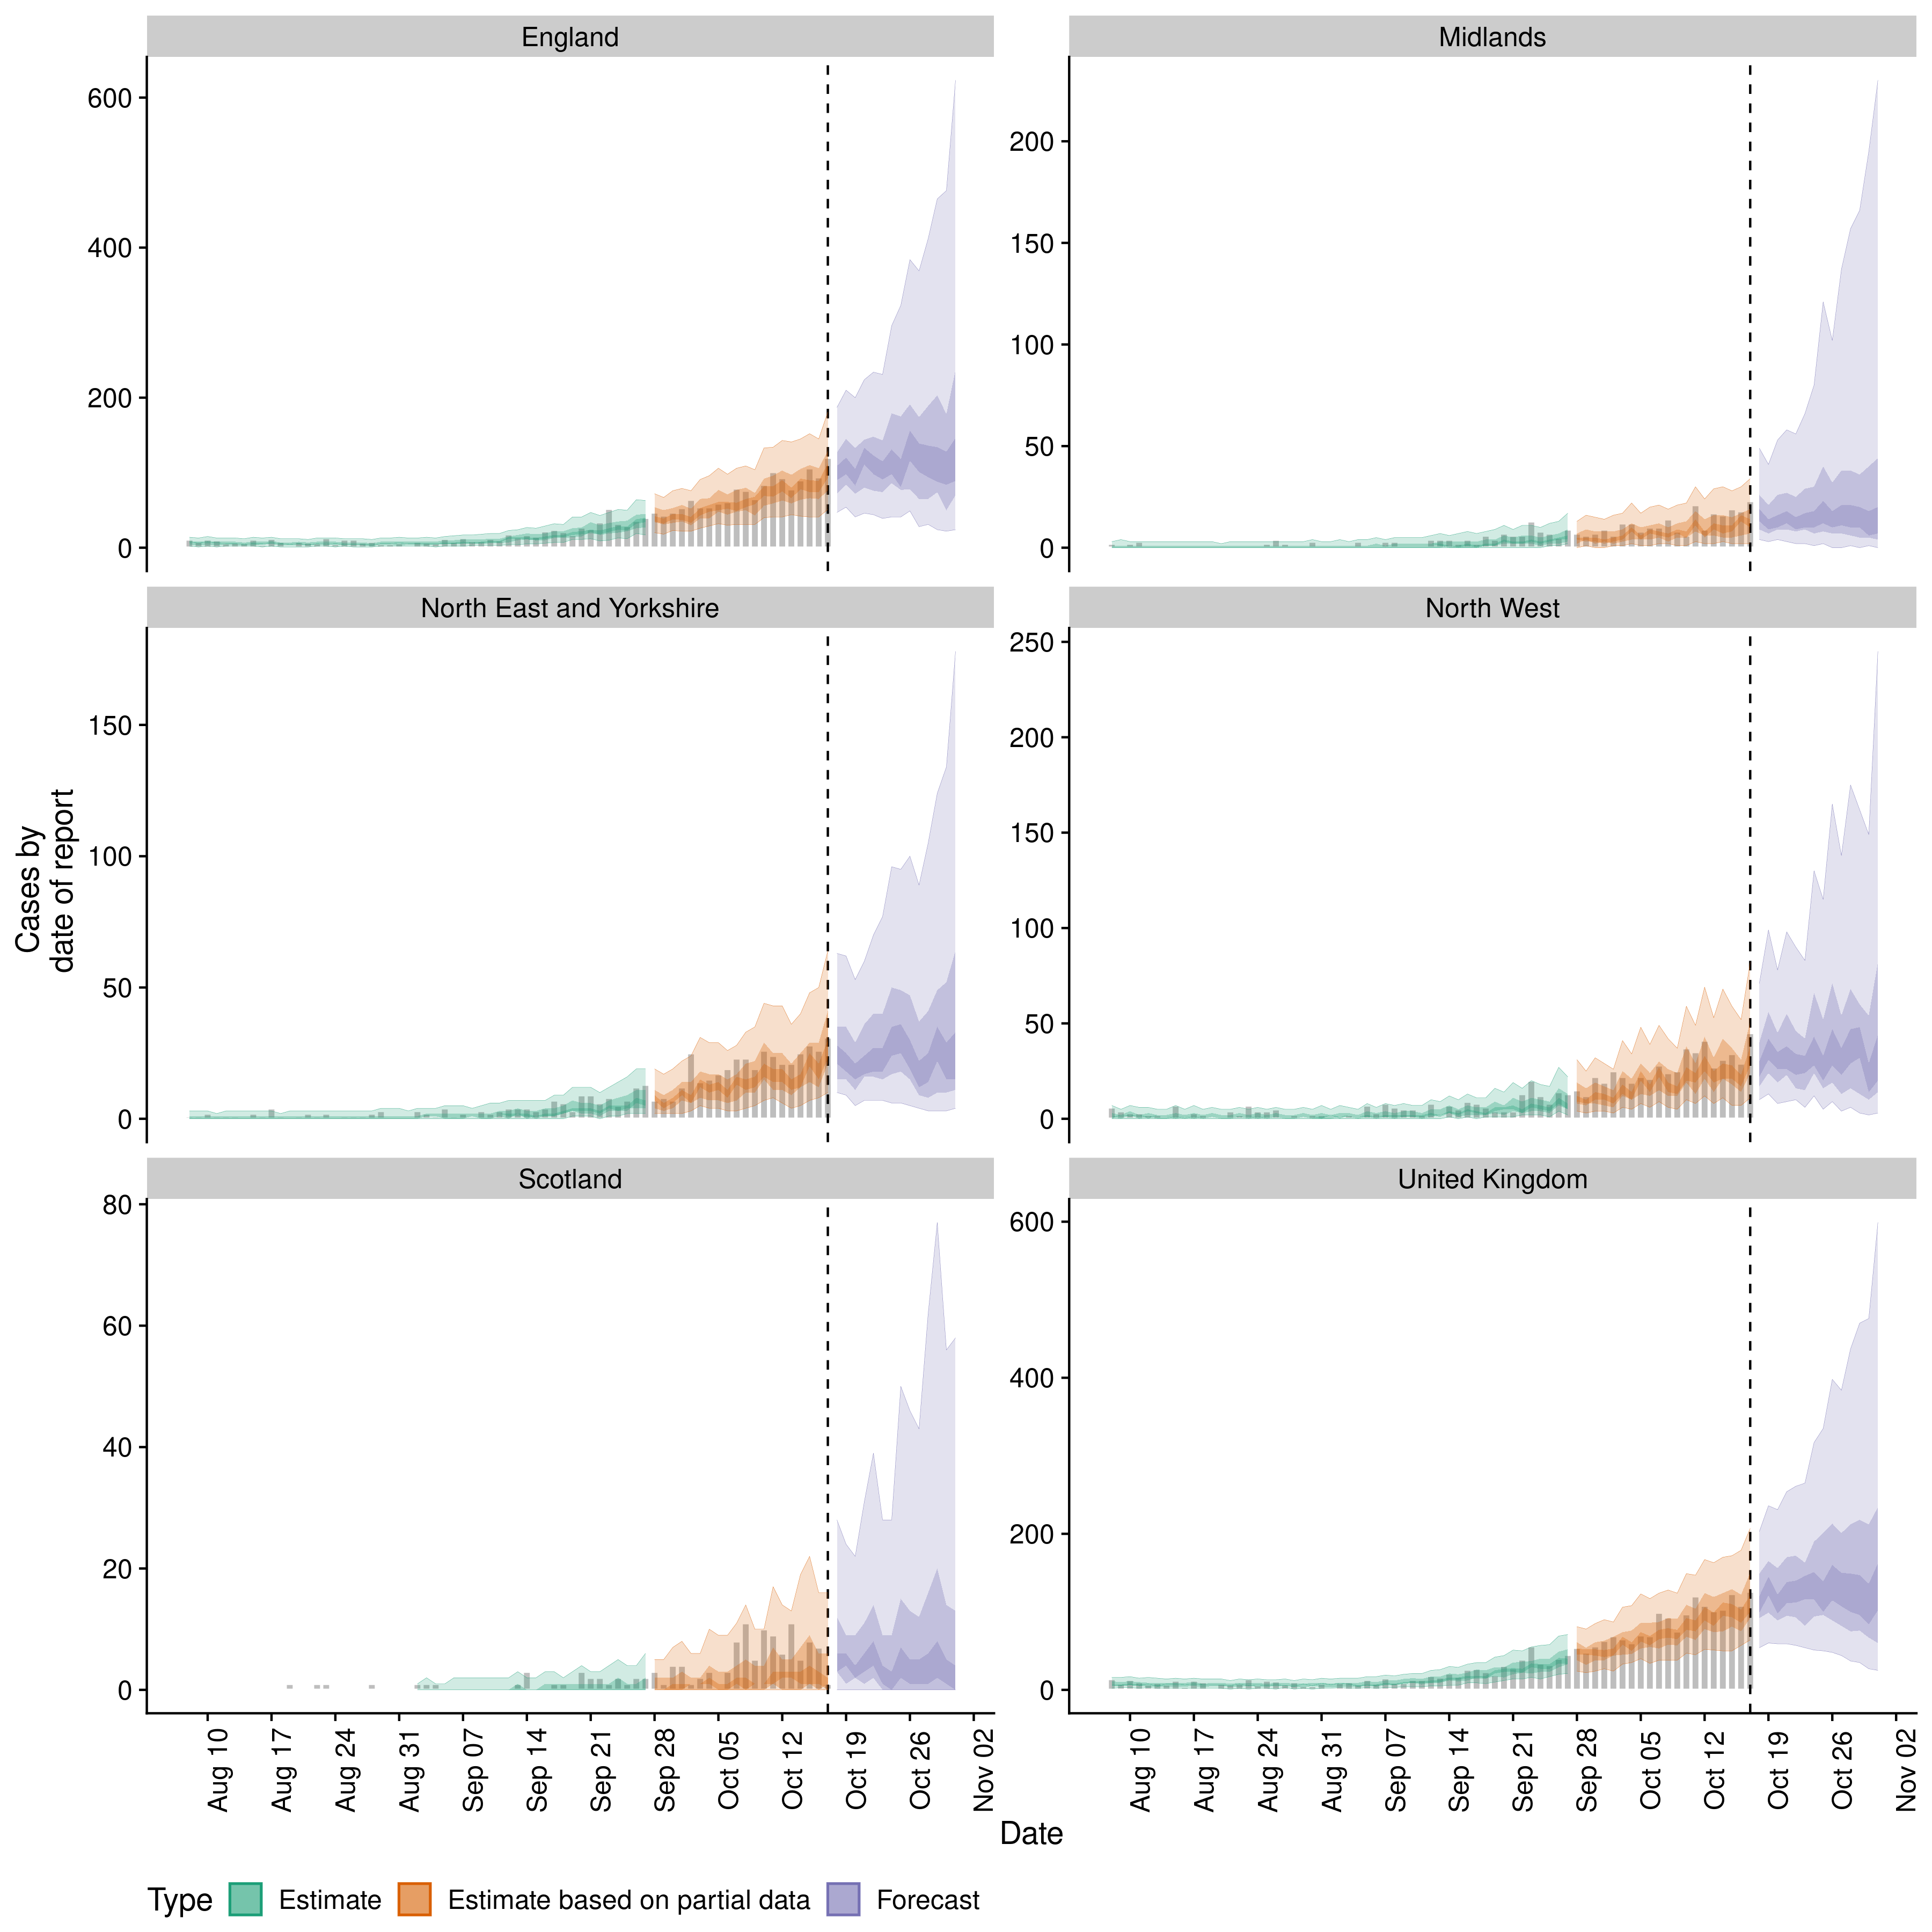 England
Midlands
600
400
200
0
200
150
100
50
0
North East and Yorkshire
North West
150
100
50
0
250
200
150
100
50
0
Cases by
date of report
Scotland
United Kingdom
80
60
40
20
0
600
400
200
0
Aug 10
Aug 17
Aug 24
Aug 31
Sep 07
Sep 14
Sep 21
Sep 28
Oct 05
Oct 12
Oct 19
Oct 26
Nov 02
Aug 10
Aug 17
Aug 24
Aug 31
Sep 07
Sep 14
Sep 21
Sep 28
Oct 05
Oct 12
Oct 19
Oct 26
Nov 02
Date
Type Estimate Estimate based on partial data Forecast